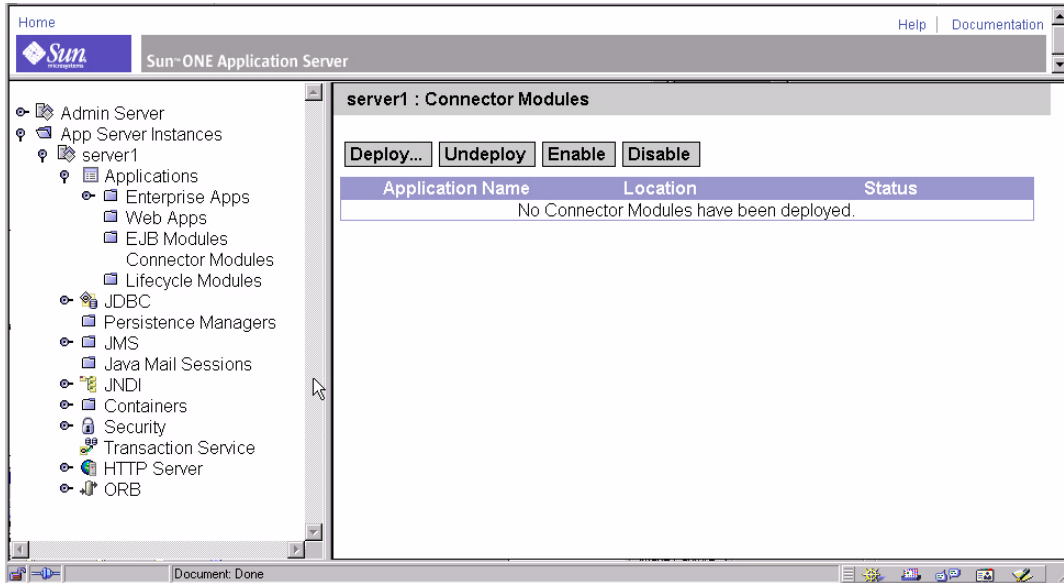 Home
Help | Documentation
Sun
microsystems
Sun™ONE Application Server
Admin Server
App Server Instances
server1
Applications
Enterprise Apps
Web Apps
EJB Modules
Connector Modules
Lifecycle Modules
JDBC
Persistence Managers
JMS
Java Mail Sessions
JNDI
Containers
Security
Transaction Service
HTTP Server
ORB
server1 : Connector Modules
Deploy... Undeploy Enable Disable
Application Name Location Status
No Connector Modules have been deployed.
Document: Done